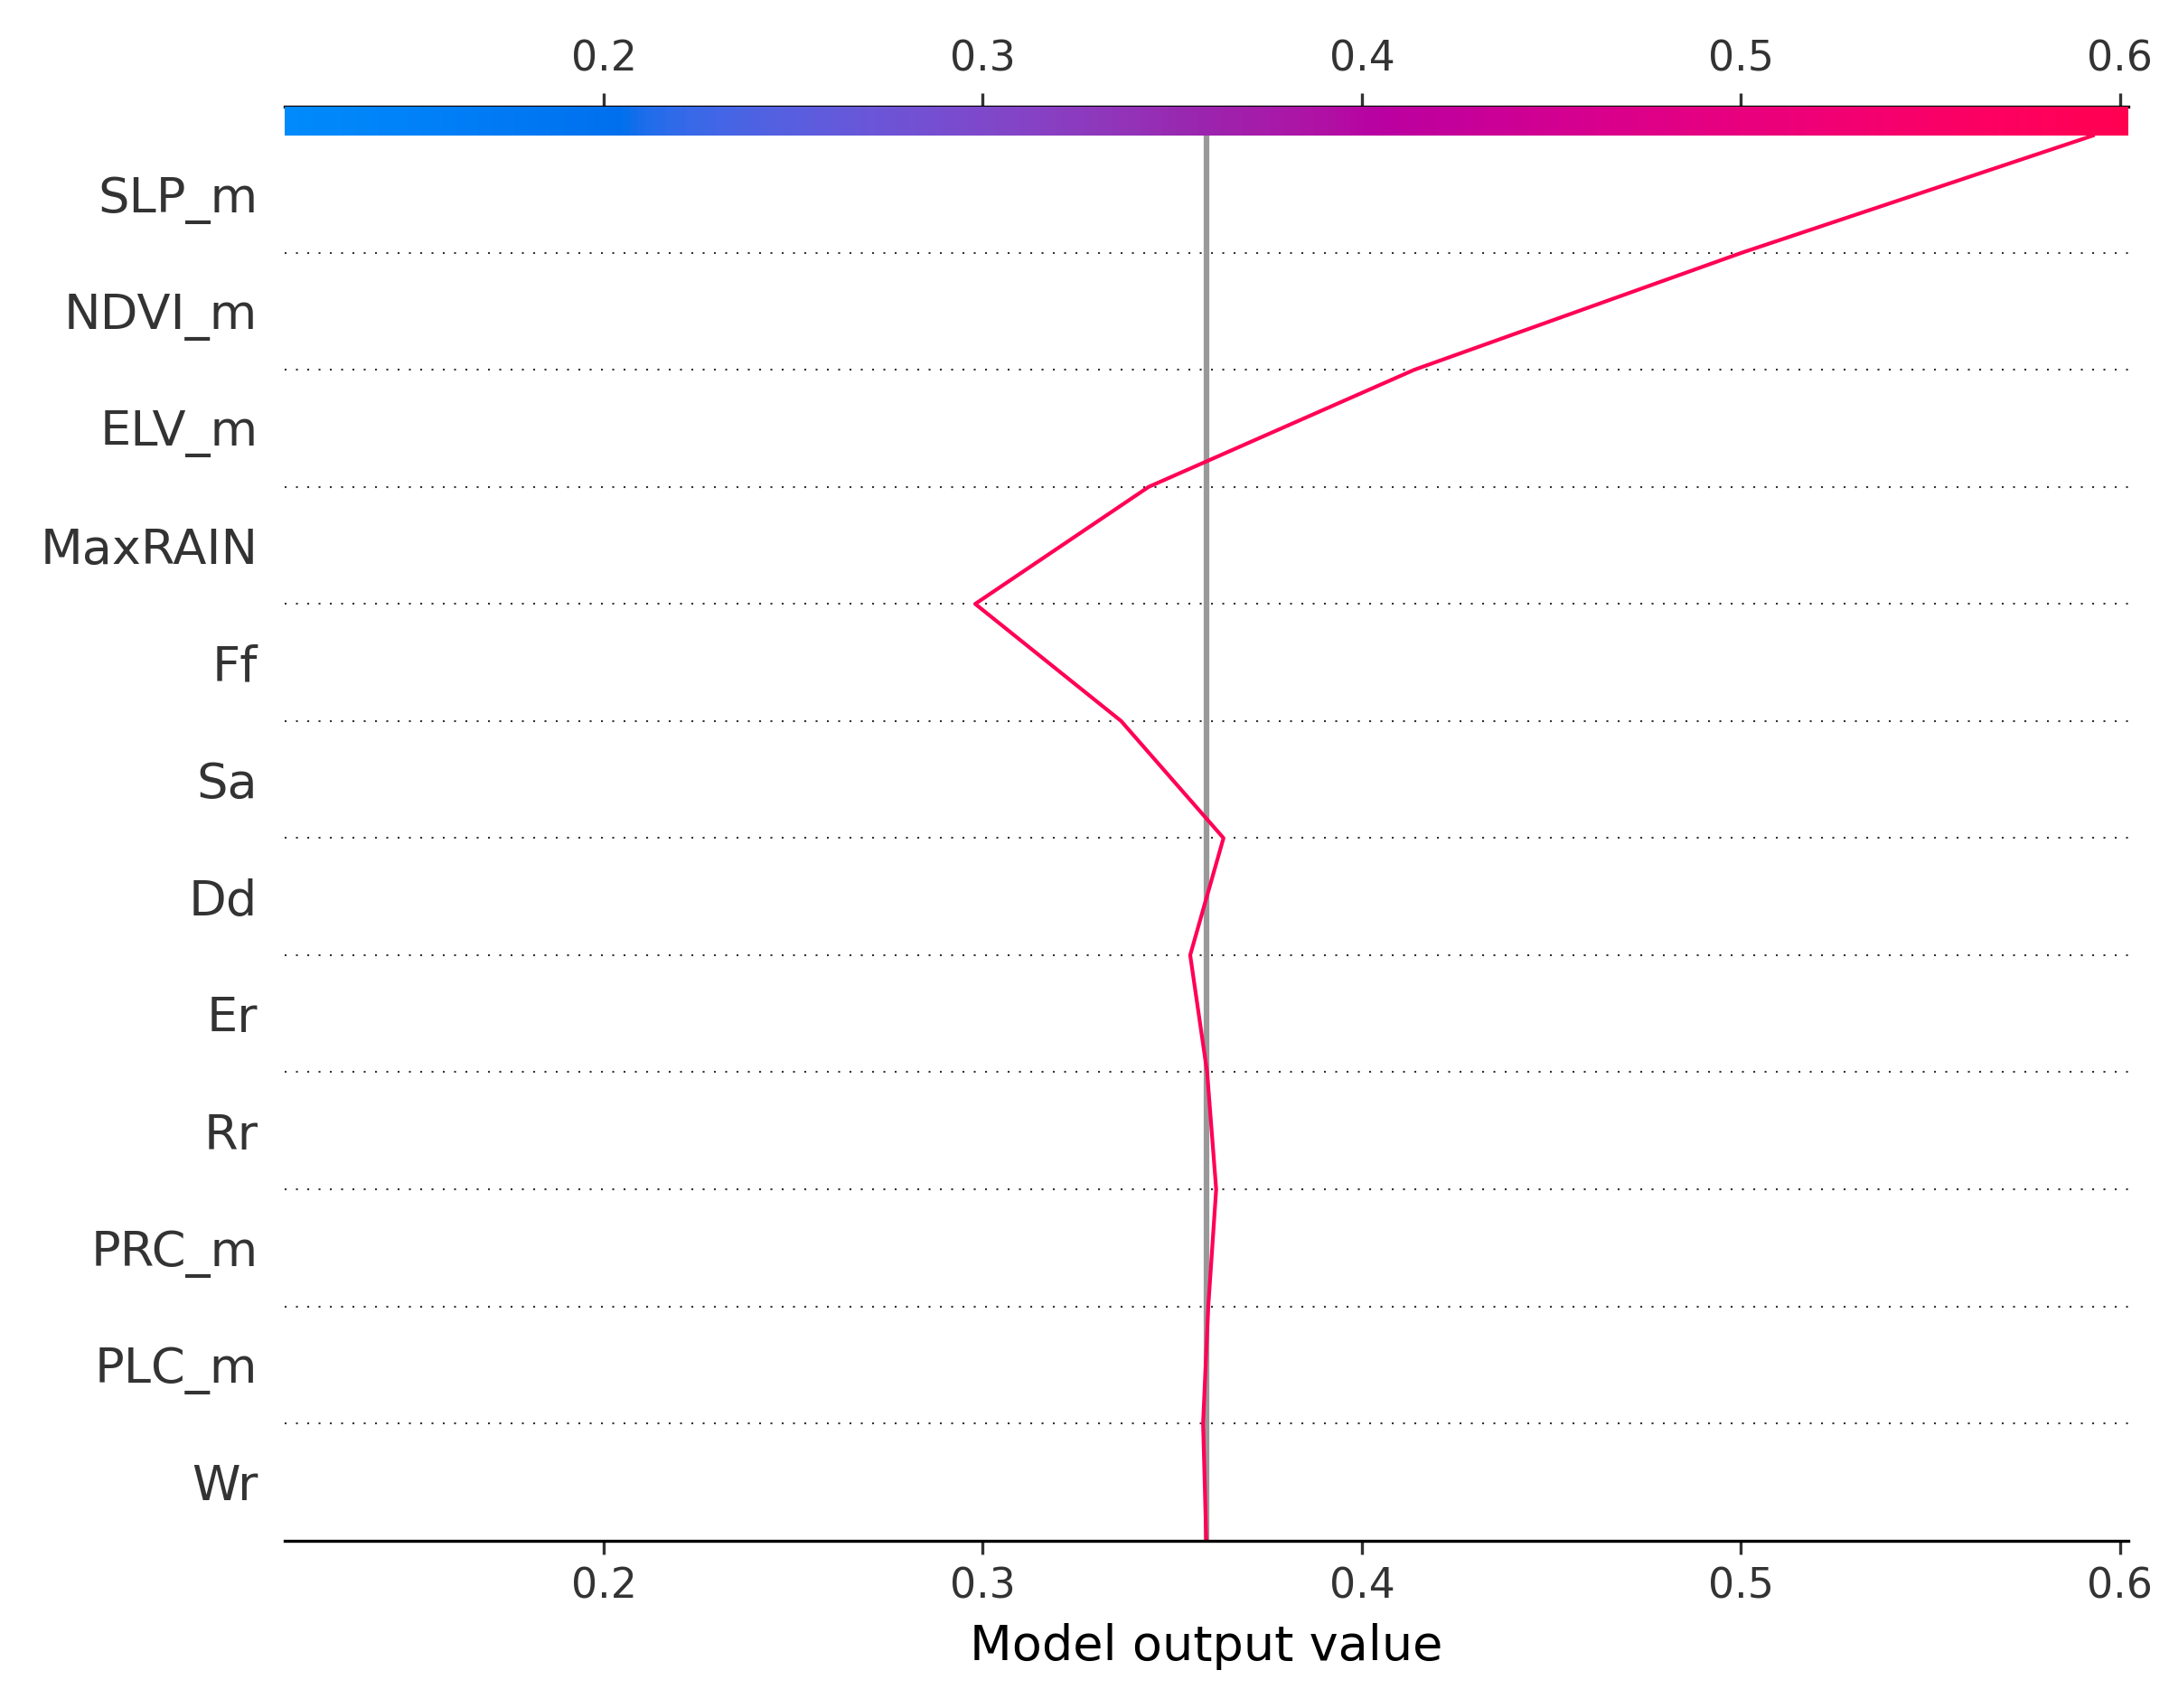 0.2 0.3 0.4 0.5 0.6
SLP_m
NDVI_m
ELV_m
MaxRAIN
Ff
Sa
Dd
Er
Rr
PRC_m
PLC_m
Wr
0.2 0.3 0.4 0.5 0.6
Model output value